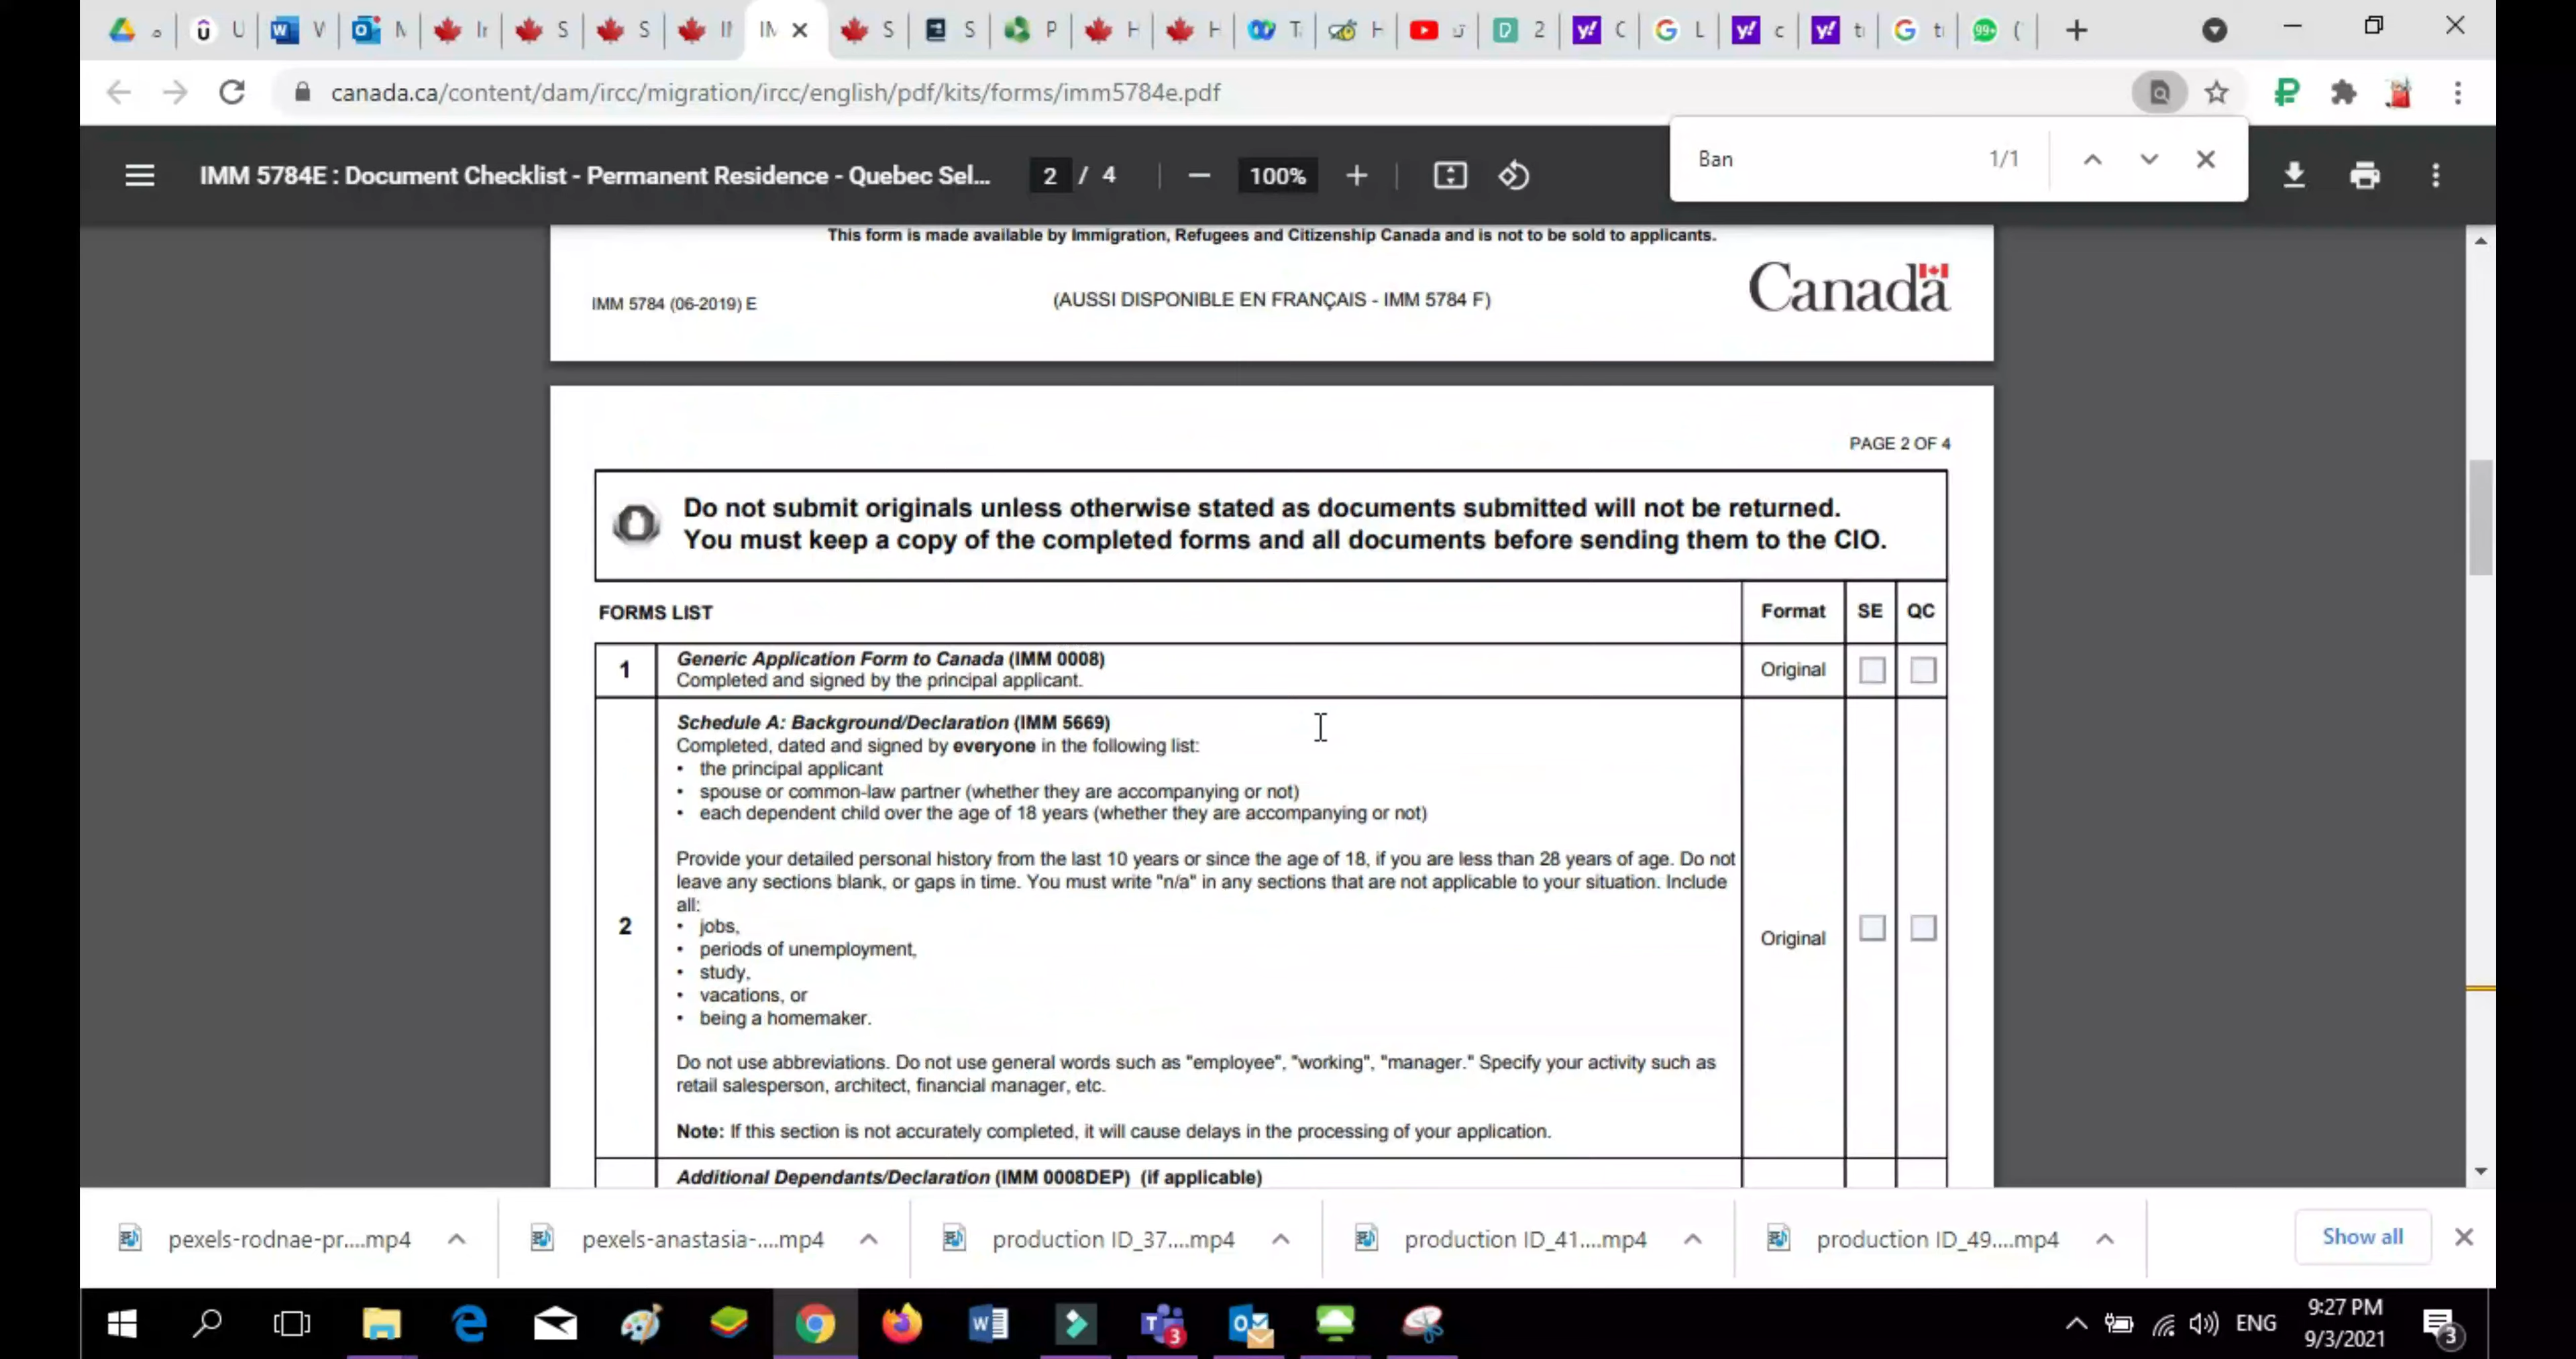 U W V N Ir S S IM IM S S P H H T H 2 C L c ti ti (
canada.ca/content/dam/ircc/migration/ircc/english/pdf/kits/forms/imm5784e.pdf
Ban 1/1
IMM 5784E : Document Checklist - Permanent Residence - Quebec Sel... 2 / 4 100%
This form is made available by Immigration, Refugees and Citizenship Canada and is not to be sold to applicants.
IMM 5784 (06-2019) E (AUSSI DISPONIBLE EN FRANÇAIS - IMM 5784 F) Canada
PAGE 2 OF 4
Do not submit originals unless otherwise stated as documents submitted will not be returned.
You must keep a copy of the completed forms and all documents before sending them to the CIO.
FORMS LIST Format SE QC
1 Generic Application Form to Canada (IMM 0008)
Completed and signed by the principal applicant. Original
Schedule A: Background/Declaration (IMM 5669)
Completed, dated and signed by everyone in the following list:
• the principal applicant
• spouse or common-law partner (whether they are accompanying or not)
• each dependent child over the age of 18 years (whether they are accompanying or not)
Provide your detailed personal history from the last 10 years or since the age of 18, if you are less than 28 years of age. Do not
leave any sections blank, or gaps in time. You must write "n/a" in any sections that are not applicable to your situation. Include
all:
2 • jobs, Original
• periods of unemployment,
• study,
• vacations, or
• being a homemaker.
Do not use abbreviations. Do not use general words such as "employee", "working", "manager." Specify your activity such as
retail salesperson, architect, financial manager, etc.
Note: If this section is not accurately completed, it will cause delays in the processing of your application.
Additional Dependants/Declaration (IMM 0008DEP) (if applicable)
pexels-rodnae-pr....mp4 pexels-anastasia-....mp4 production ID_37....mp4 production ID_41....mp4 production ID_49....mp4 Show all
ENG 9:27 PM
9/3/2021 3